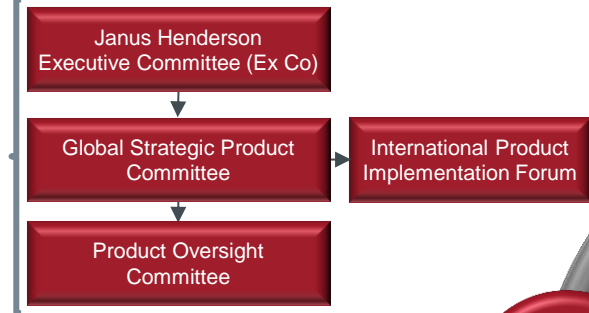 Janus Henderson
Executive Committee (Ex Co)
Global Strategic Product
Committee
International Product
Implementation Forum
Product Oversight
Committee